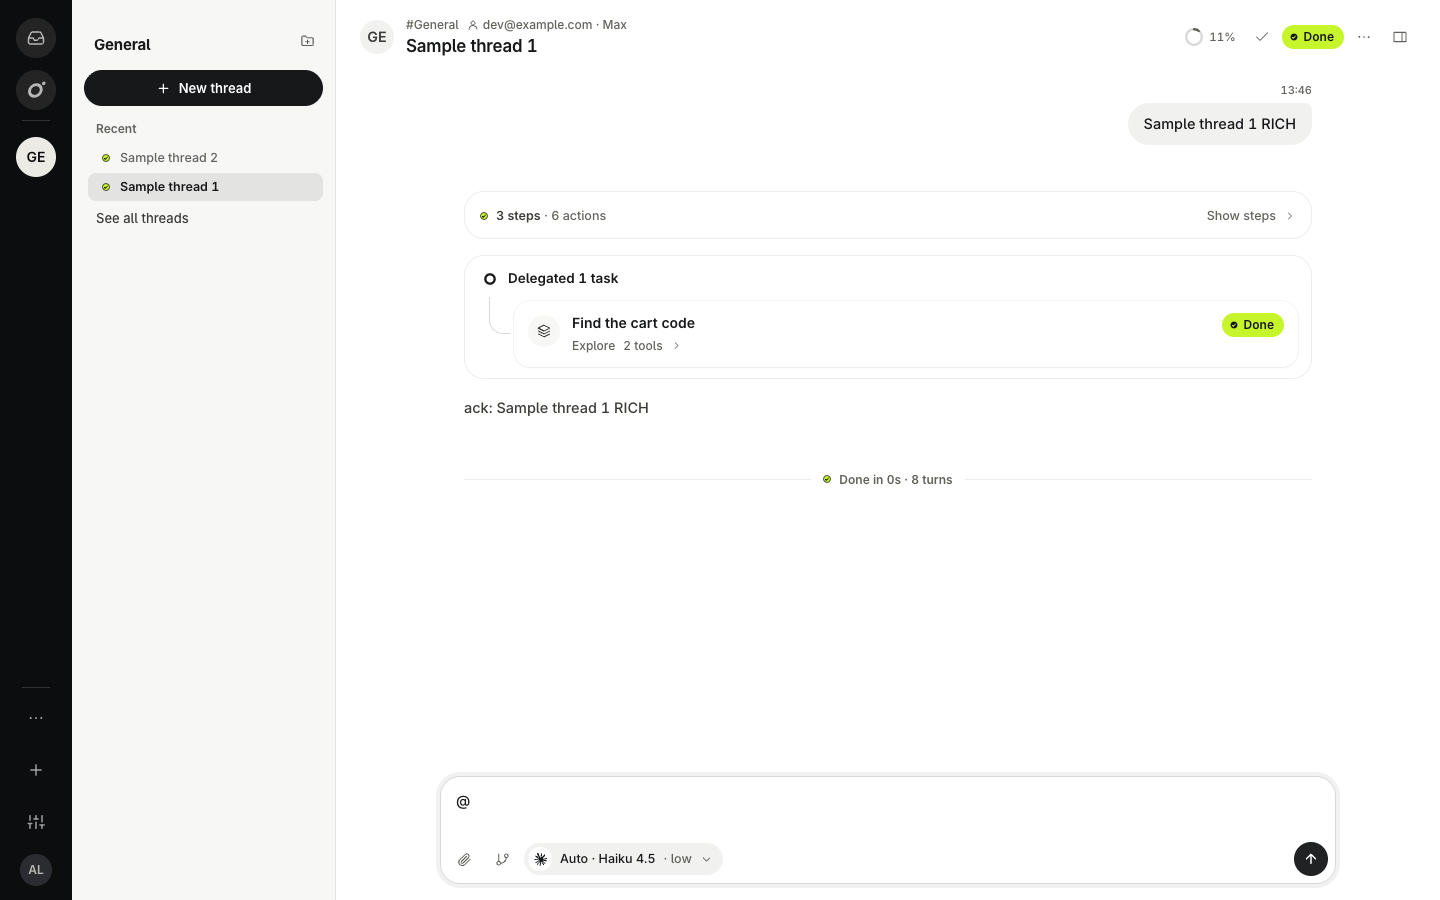 GE
AL
General
New thread
Recent
Sample thread 2
Sample thread 1
See all threads
GE
#General dev@example.com · Max
Sample thread 1
11%
Done
...
13:46
Sample thread 1 RICH
3 steps · 6 actions
Show steps
Delegated 1 task
Find the cart code
Explore 2 tools
Done
ack: Sample thread 1 RICH
Done in 0s · 8 turns
@
Auto · Haiku 4.5 · low